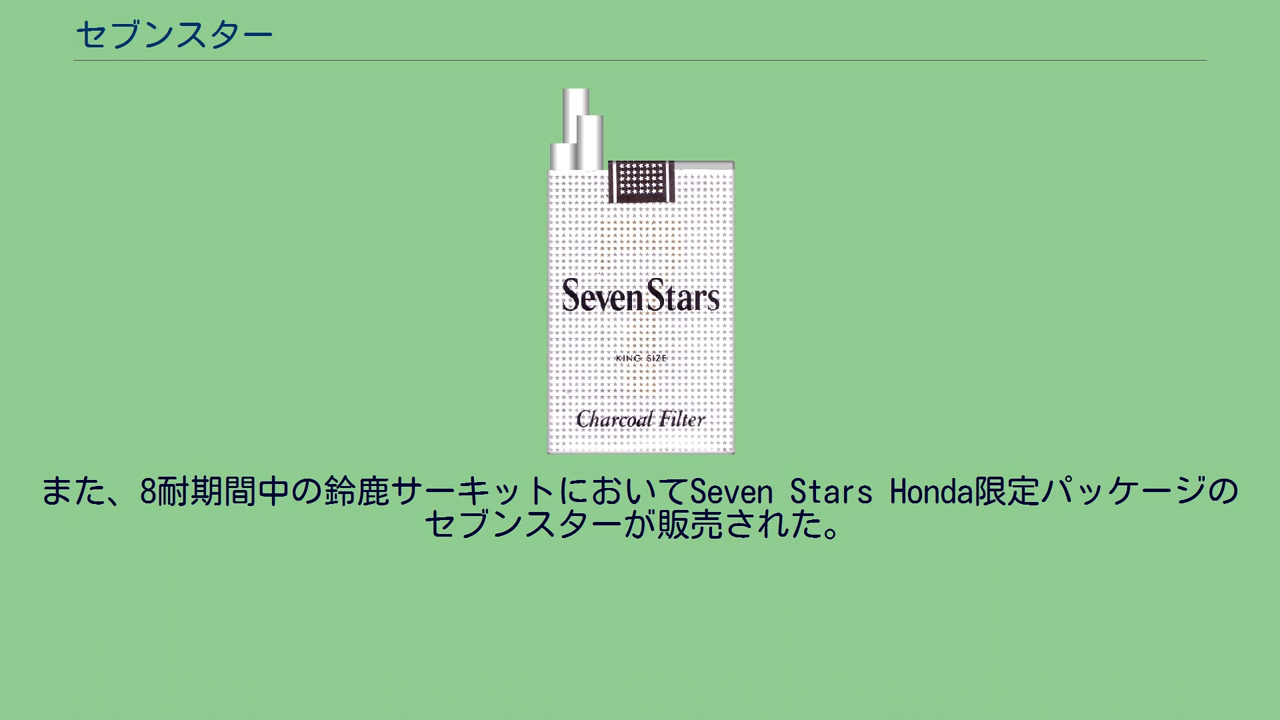 セブンスター
Seven Stars
KING SIZE
Charcoal Filter
また、8耐期間中の鈴鹿サーキットにおいてSeven Stars Honda限定パッケージの
セブンスターが販売された。